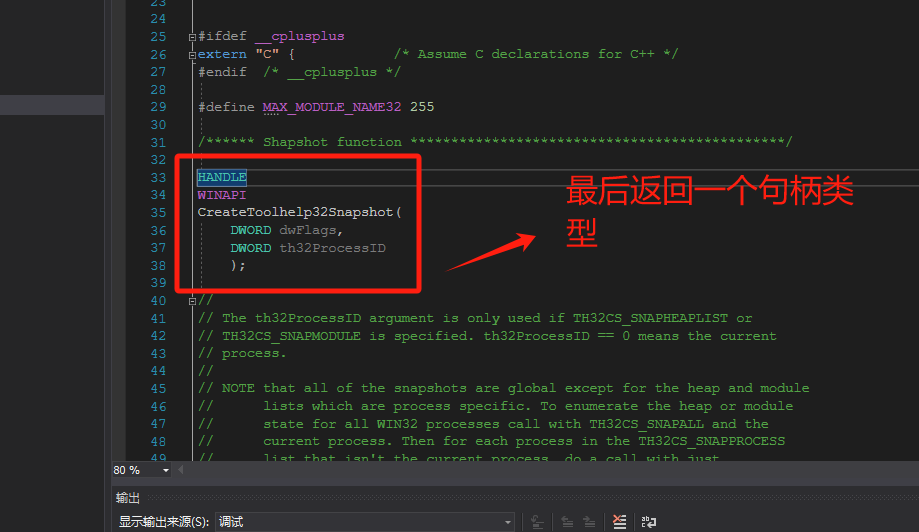 23
24
25 #ifdef __cplusplus
26 extern "C" { /* Assume C declarations for C++ */
27 #endif /* __cplusplus */
28
29 #define MAX_MODULE_NAME32 255
30
31 /****** Shapshot function **********************************************/
32
33 HANDLE
34 WINAPI
35 CreateToolhelp32Snapshot(
36 DWORD dwFlags,
37 DWORD th32ProcessID
38 );
39
最后返回一个句柄类
型
40 //
41 // The th32ProcessID argument is only used if TH32CS_SNAPHEAPLIST or
42 // TH32CS_SNAPMODULE is specified. th32ProcessID == 0 means the current
43 // process.
44 //
45 // NOTE that all of the snapshots are global except for the heap and module
46 // lists which are process specific. To enumerate the heap or module
47 // state for all WIN32 processes call with TH32CS_SNAPALL and the
48 // current process. Then for each process in the TH32CS_SNAPPROCESS
49 // list that isn't the current process, do a call with just
80 %
输出
显示输出来源(S): 调试